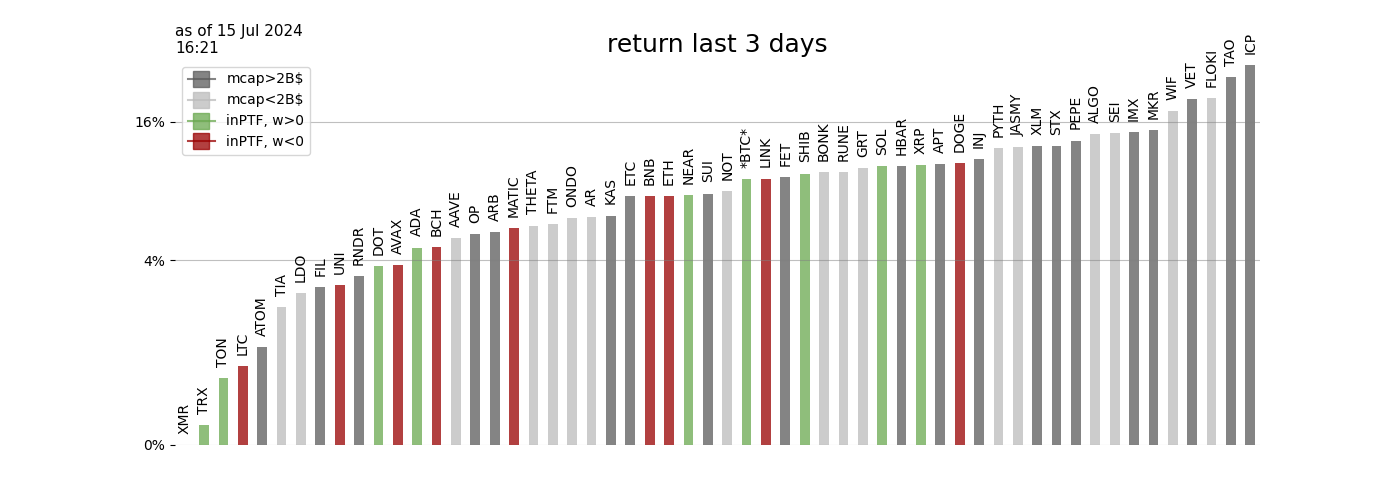 as of 15 Jul 2024
16:21
return last 3 days
mcap>2B$
mcap<2B$
inPTF, w>0
inPTF, w<0
16%
4%
0%
XMR
TRX
TON
LTC
ATOM
TIA
LDO
FIL
UNI
RNDR
DOT
AVAX
ADA
BCH
AAVE
OP
ARB
MATIC
THETA
FTM
ONDO
AR
KAS
ETC
BNB
ETH
NEAR
SUI
NOT
*BTC*
LINK
FET
SHIB
BONK
RUNE
GRT
SOL
HBAR
XRP
APT
DOGE
INJ
PYTH
JASMY
XLM
STX
PEPE
ALGO
SEI
IMX
MKR
WIF
VET
FLOKI
TAO
ICP